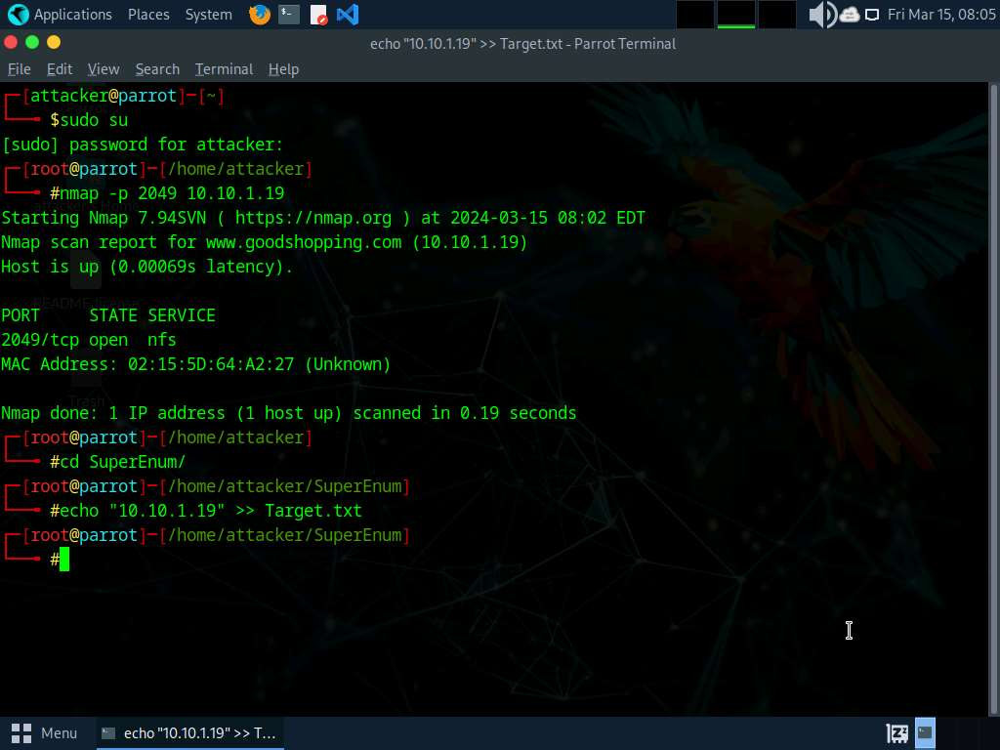 Applications Places System Fri Mar 15, 08:05
echo "10.10.1.19" >> Target.txt - Parrot Terminal
File Edit View Search Terminal Help
┌─[attacker@parrot]─[~]
└──╼ $sudo su
[sudo] password for attacker:
┌─[root@parrot]─[/home/attacker]
└──╼ #nmap -p 2049 10.10.1.19
Starting Nmap 7.94SVN ( https://nmap.org ) at 2024-03-15 08:02 EDT
Nmap scan report for www.goodshopping.com (10.10.1.19)
Host is up (0.00069s latency).
PORT     STATE SERVICE
2049/tcp open  nfs
MAC Address: 02:15:5D:64:A2:27 (Unknown)
Trash
Nmap done: 1 IP address (1 host up) scanned in 0.19 seconds
┌─[root@parrot]─[/home/attacker]
└──╼ #cd SuperEnum/
┌─[root@parrot]─[/home/attacker/SuperEnum]
└──╼ #echo "10.10.1.19" >> Target.txt
┌─[root@parrot]─[/home/attacker/SuperEnum]
└──╼ #
Menu echo "10.10.1.19" >> T...